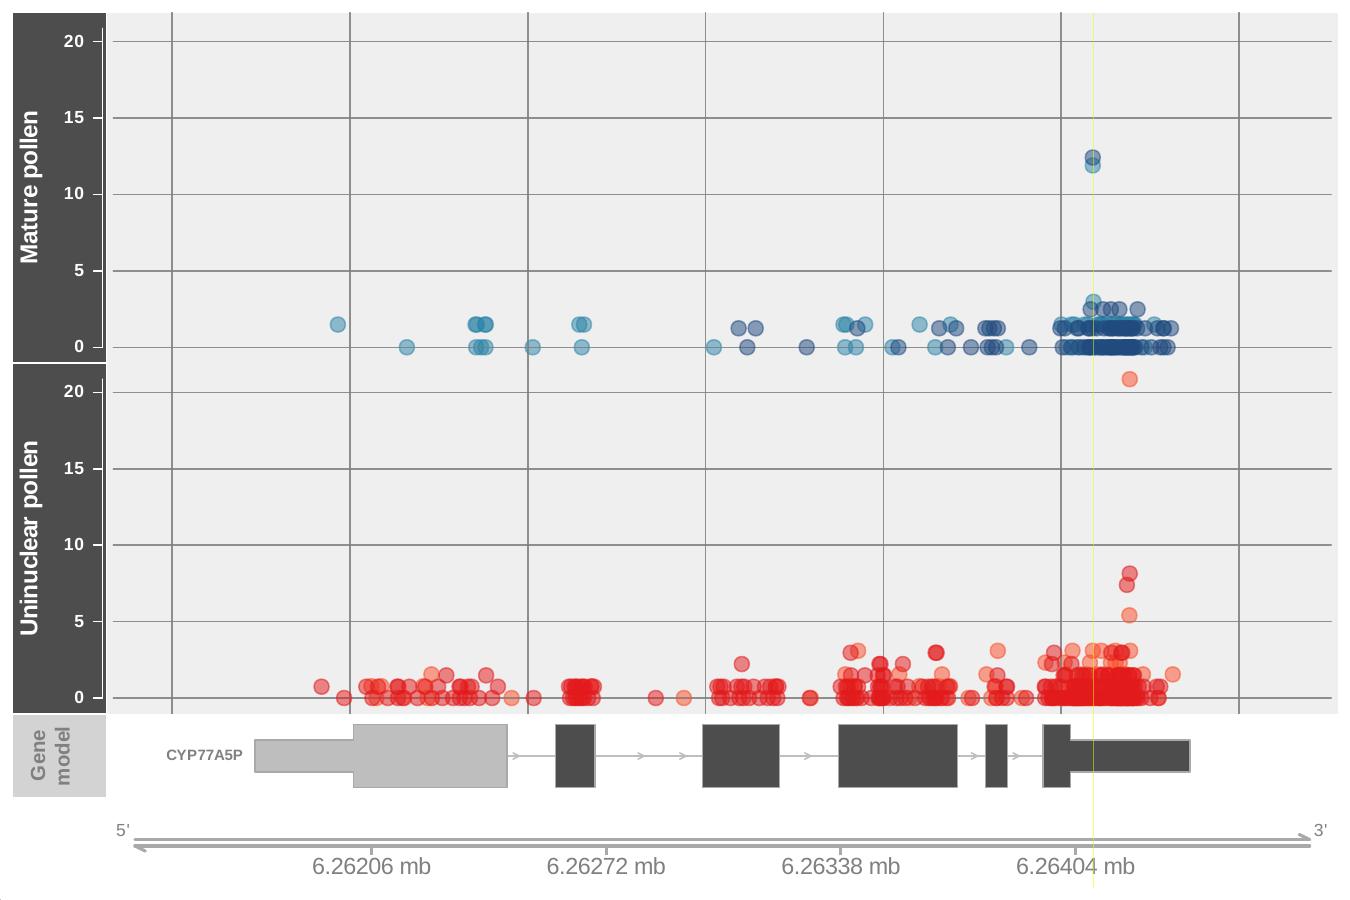 20
15
10
5
0
Mature pollen
20
15
10
5
0
Uninuclear pollen
Gene
model
CYP77A5P
5'
3'
6.26206 mb
6.26272 mb
6.26338 mb
6.26404 mb